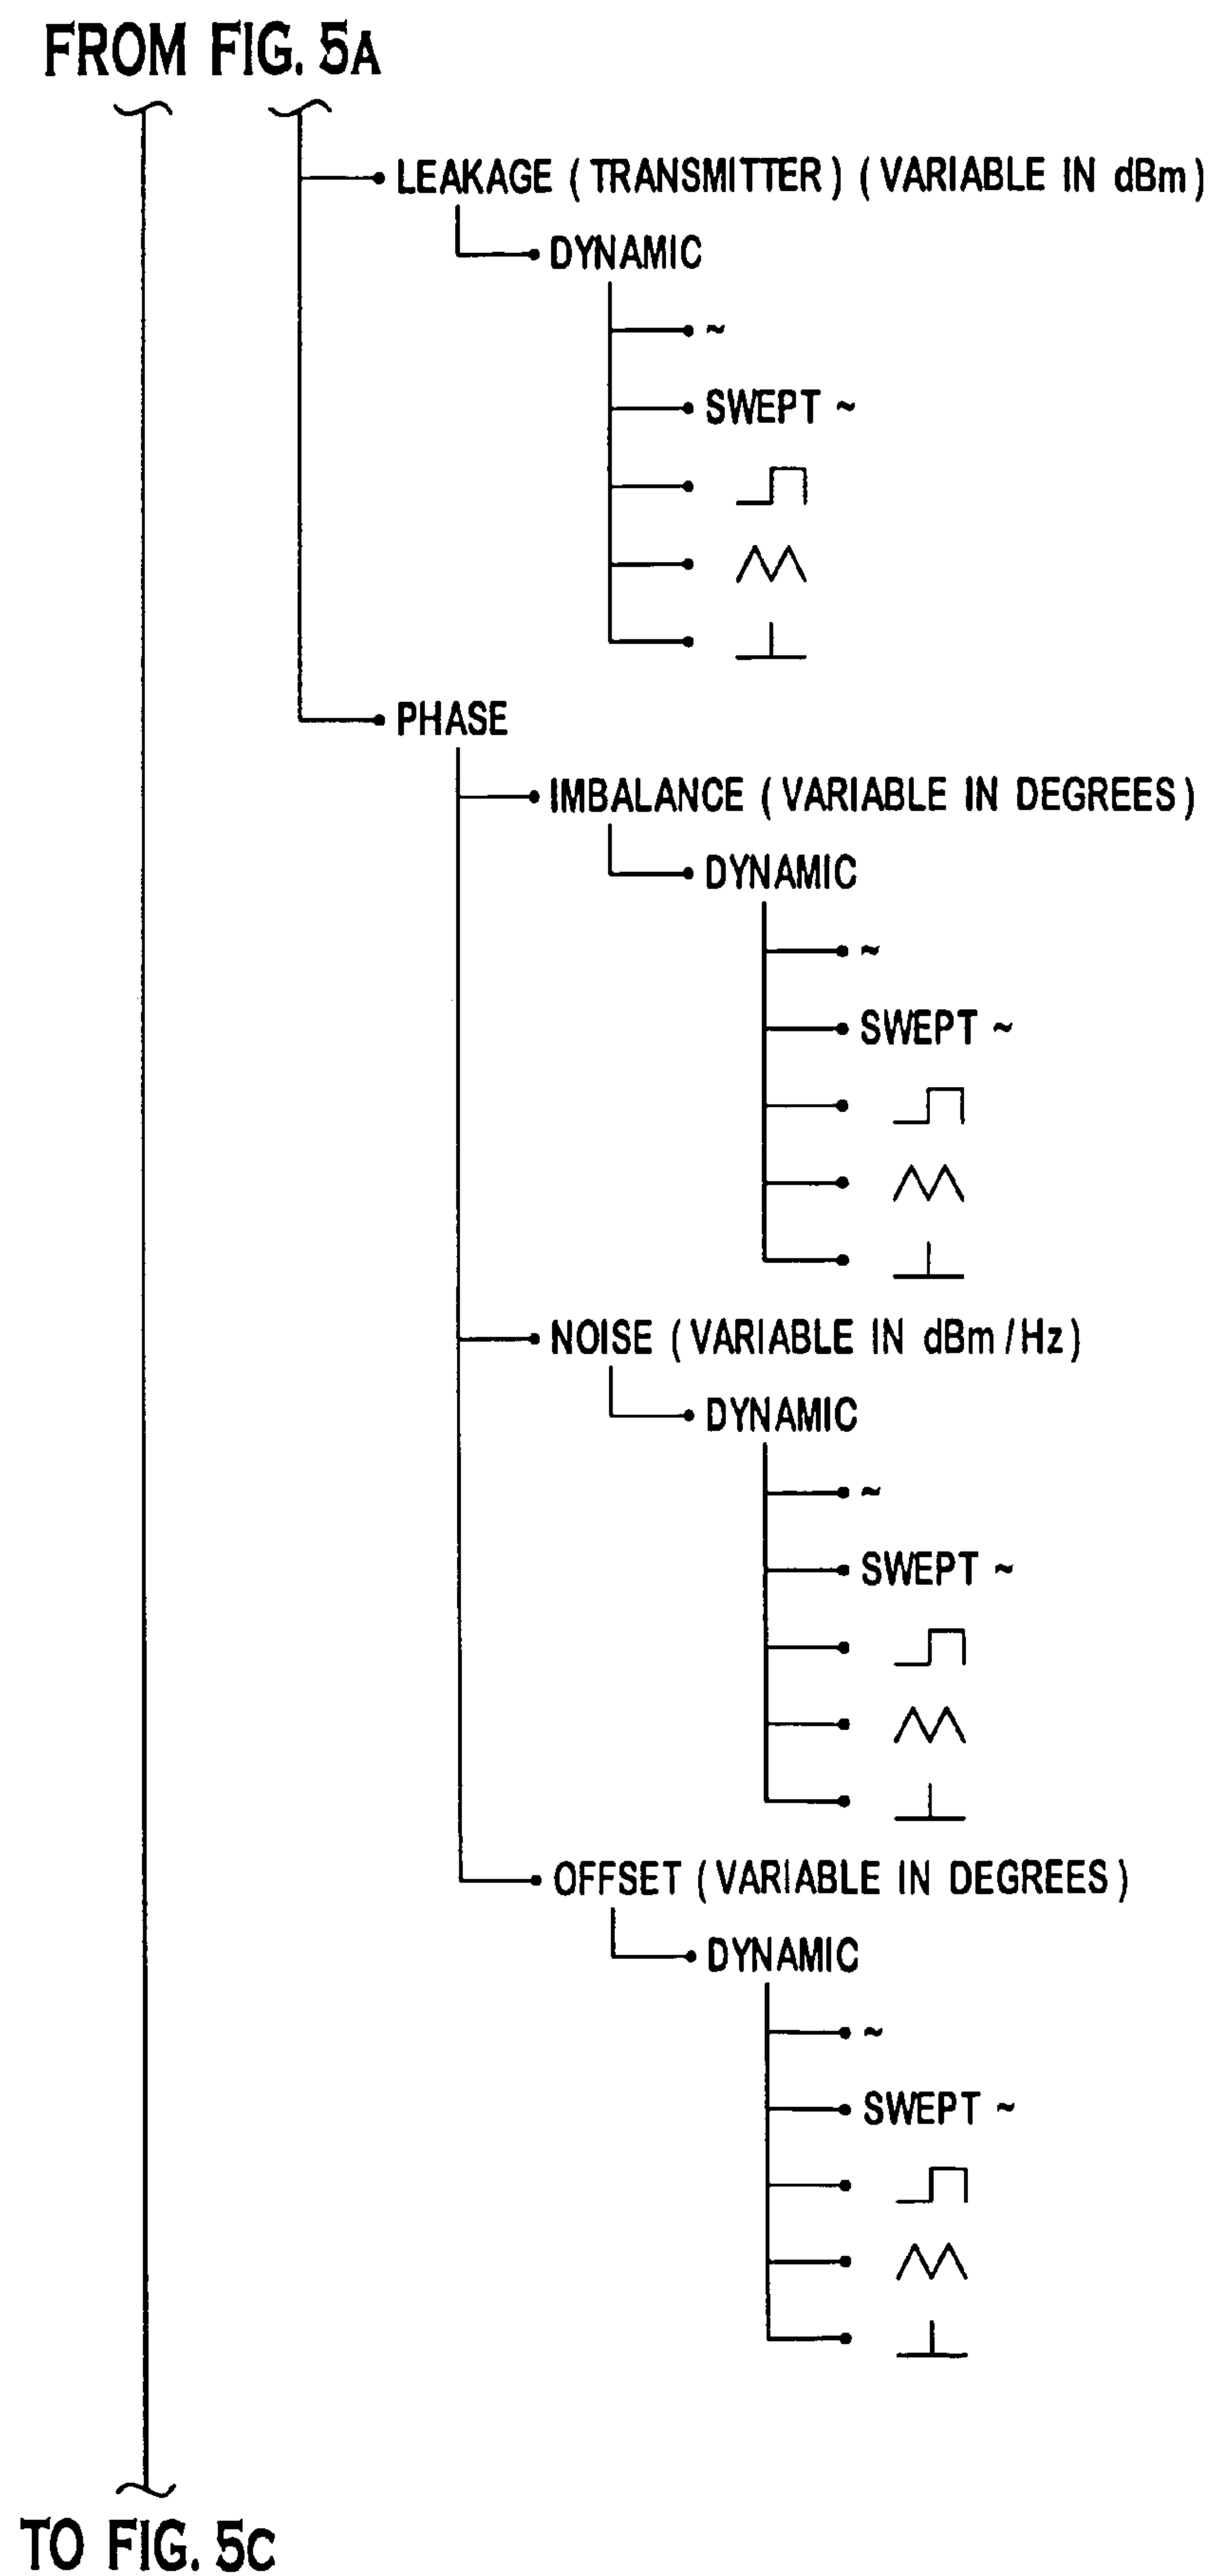 FROM FIG. 5A
LEAKAGE (TRANSMITTER) (VARIABLE IN dBm)
DYNAMIC
~
SWEPT ~
PHASE
IMBALANCE (VARIABLE IN DEGREES)
DYNAMIC
~
SWEPT ~
NOISE (VARIABLE IN dBm/Hz)
DYNAMIC
~
SWEPT ~
OFFSET (VARIABLE IN DEGREES)
DYNAMIC
~
SWEPT ~
TO FIG. 5C